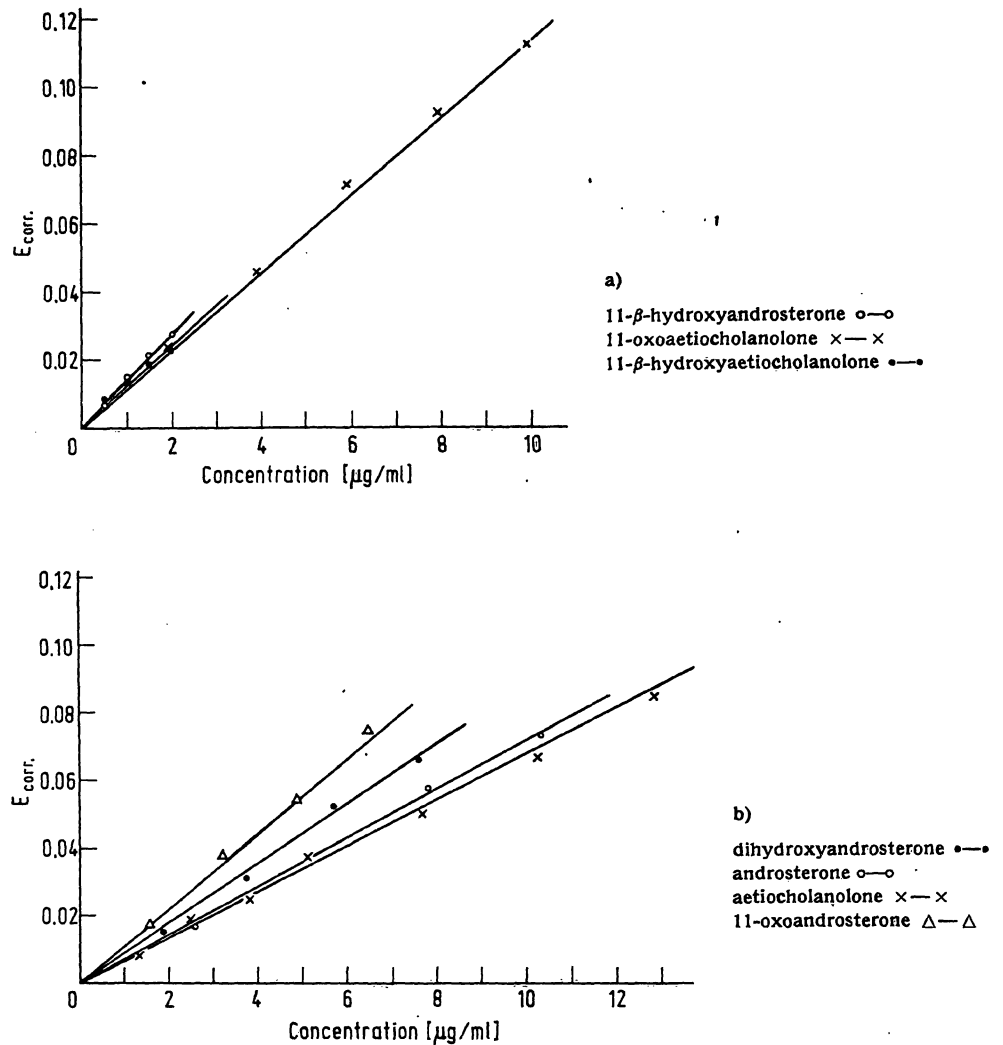 0.12
0.10
0.08
0.06
0.04
0.02
E corr.
0 2 4 6 8 10
Concentration [µg/ml]
a)
11-β-hydroxyandrosterone o—o
11-oxoaetiocholanolone ×—×
11-β-hydroxyaetiocholanolone •—•
0.12
0.10
0.08
0.06
0.04
0.02
E corr.
0 2 4 6 8 10 12
Concentration [µg/ml]
b)
dihydroxyandrosterone •—•
androsterone o—o
aetiocholanolone ×—×
11-oxoandrosterone △—△